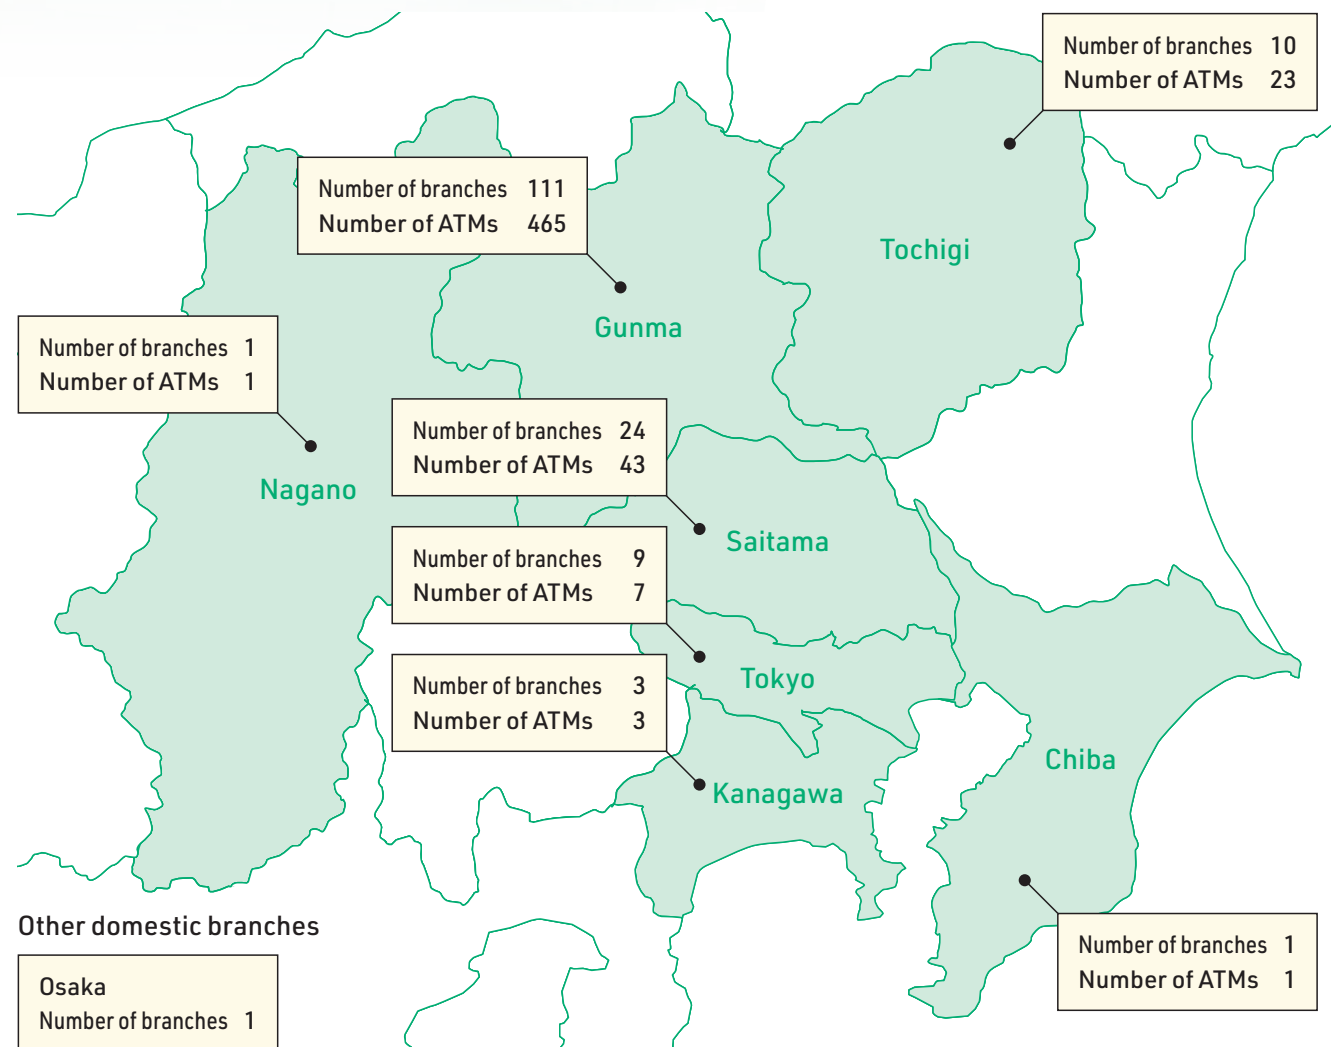 Number of branches 10
Number of ATMs 23
Tochigi
Number of branches 111
Number of ATMs 465
Gunma
Number of branches 1
Number of ATMs 1
Nagano
Number of branches 24
Number of ATMs 43
Saitama
Number of branches 9
Number of ATMs 7
Tokyo
Number of branches 3
Number of ATMs 3
Kanagawa
Chiba
Number of branches 1
Number of ATMs 1
Other domestic branches
Osaka
Number of branches 1